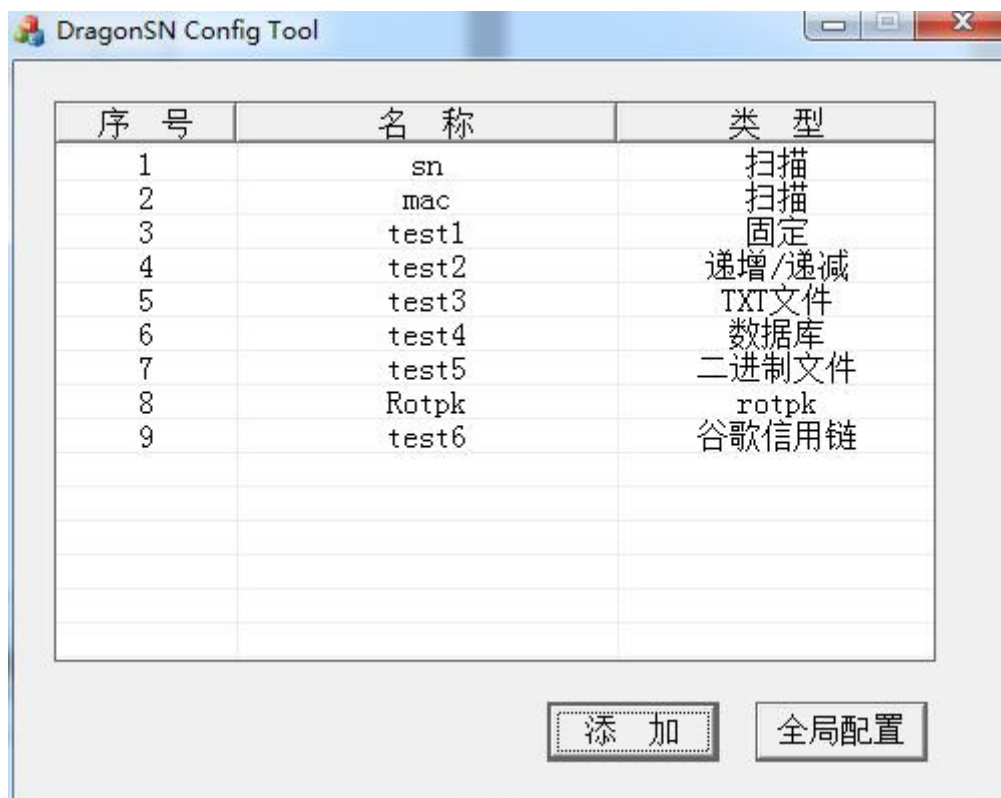 DragonSN Config Tool
序 号 名 称 类 型
1 sn 扫描
2 mac 扫描
3 test1 固定
4 test2 递增/递减
5 test3 TXT文件
6 test4 数据库
7 test5 二进制文件
8 Rotpk rotpk
9 test6 谷歌信用链
添 加 全局配置